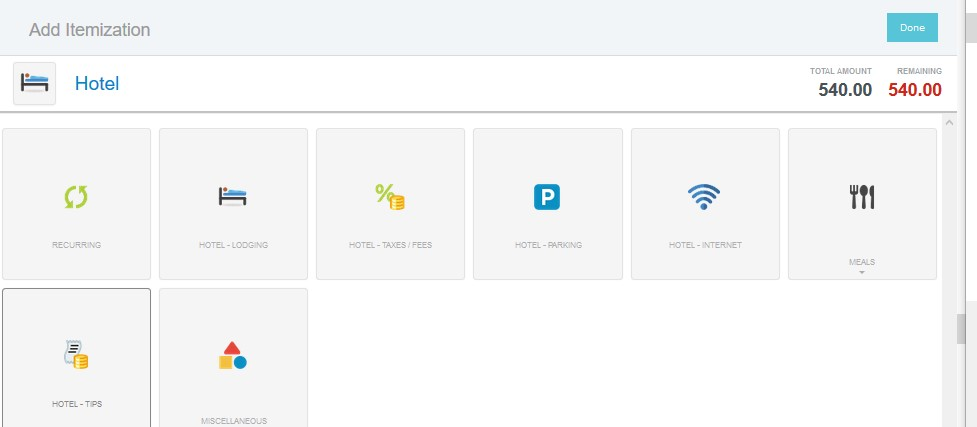 Add Itemization
Done
Hotel
TOTAL AMOUNT
REMAINING
540.00
540.00
RECURRING
HOTEL - LODGING
%
HOTEL - TAXES / FEES
P
HOTEL - PARKING
HOTEL - INTERNET
MEALS
HOTEL - TIPS
MISCELLANEOUS